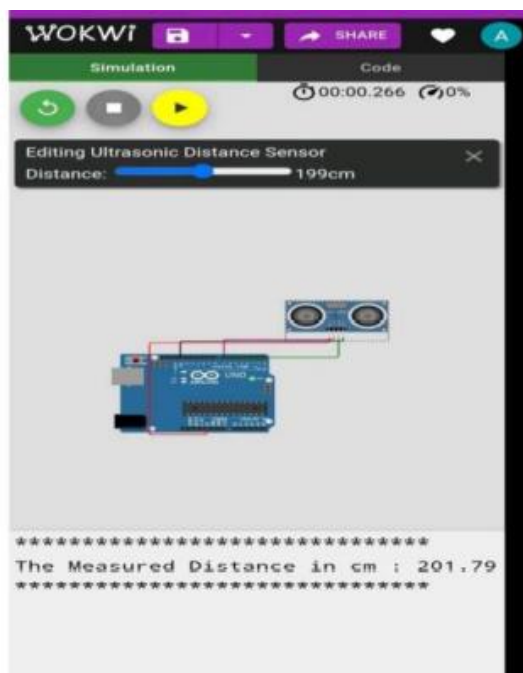 WOKWI SHARE A
Simulation Code
00:00.266 0%
Editing Ultrasonic Distance Sensor
Distance: 199cm
UNO
*******************************
The Measured Distance in cm : 201.79
*******************************